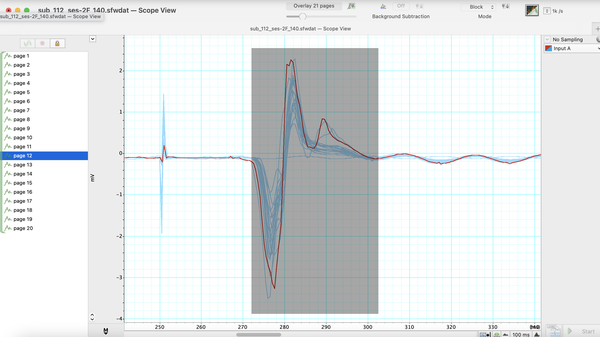 sub_112_ses-2F_140.sfwdat — Scope View
sub_112_ses-2F_140.sfwdat — Scope View
Overlay 21 pages
Off
Background Subtraction
Block
Mode
1k /s
sub_112_ses-2F_140.sfwdat — Scope View
No Sampling
Input A
page 1
page 2
page 3
page 4
page 5
page 6
page 7
page 8
page 9
page 10
page 11
page 12
page 13
page 14
page 15
page 16
page 17
page 18
page 19
page 20
mV
2
1
0
-1
-2
-3
-4
250
260
270
280
290
300
310
320
330
100 ms
Start